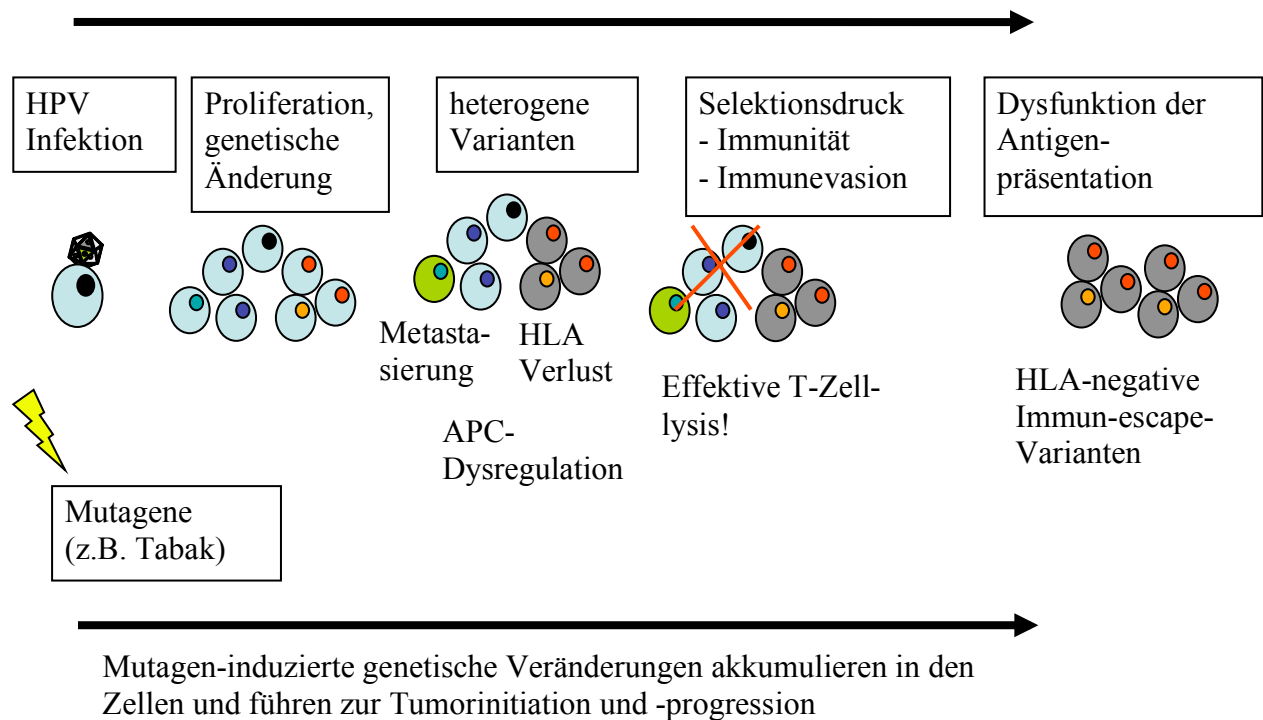 HPV
Infektion
Proliferation,
genetische
Änderung
heterogene
Varianten
Selektionsdruck
- Immunität
- Immunevasion
Dysfunktion der
Antigen-
präsentation
Metasta-
sierung
HLA
Verlust
APC-
Dysregulation
Effektive T-Zell-
lysis!
HLA-negative
Immun-escape-
Varianten
Mutagene
(z.B. Tabak)
Mutagen-induzierte genetische Veränderungen akkumulieren in den
Zellen und führen zur Tumorinitiation und -progression